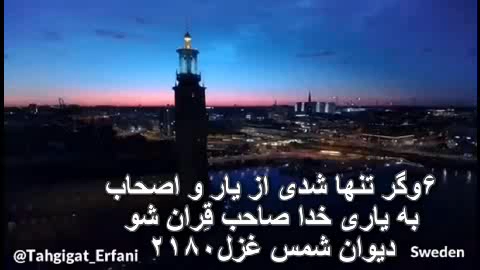 ۶وگر تنها شدی از یار و اصحاب
به یاری خدا صاحب قِران شو
دیوان شمس غزل۲۱۸۰
@Tahgigat_Erfani
Sweden